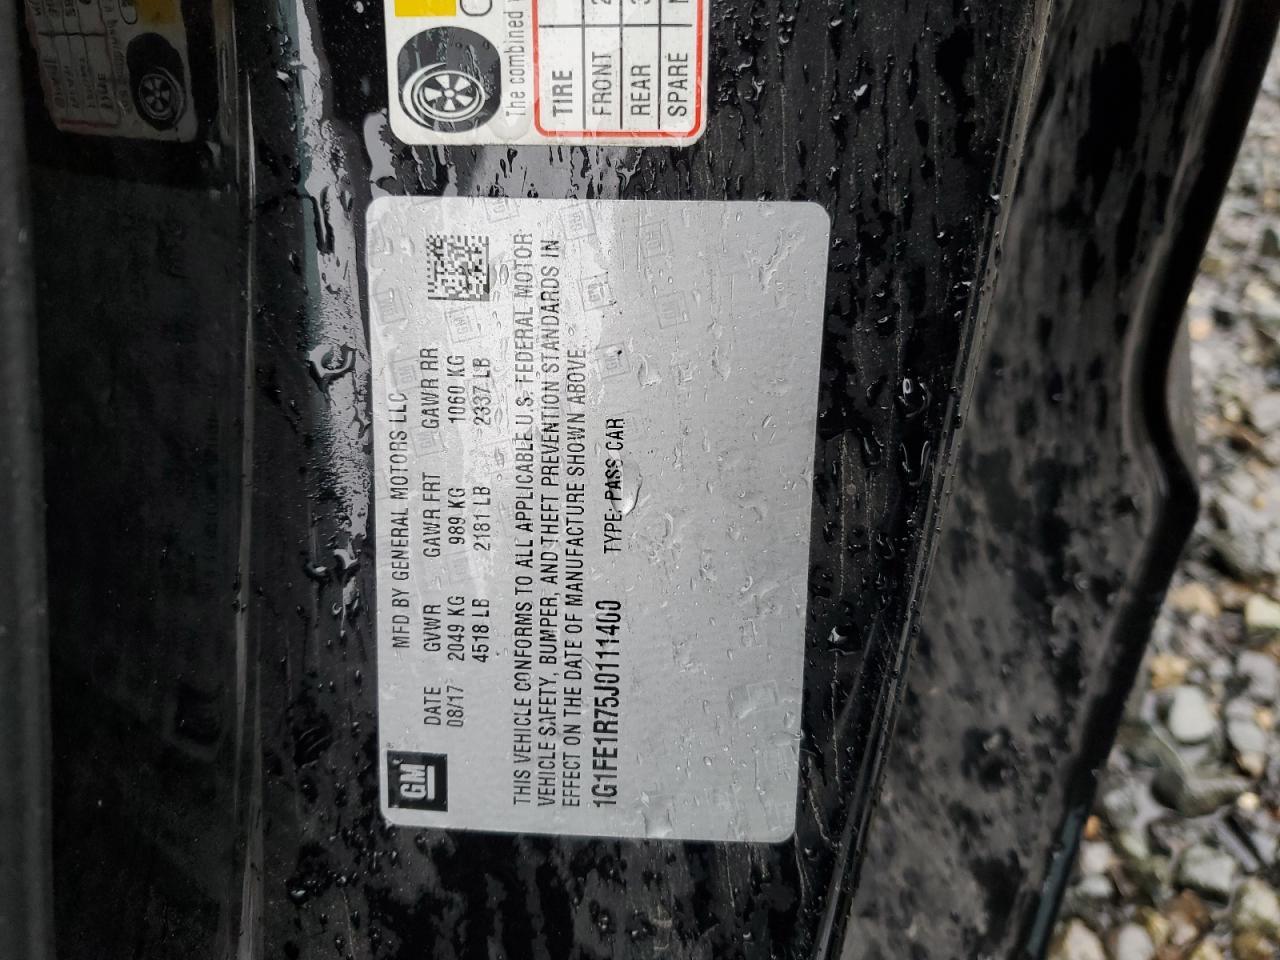 GM
MFD BY GENERAL MOTORS LLC
DATE GVWR GAWR FRT GAWR RR
08/17 2049 KG 989 KG 1060 KG
4518 LB 2181 LB 2337 LB
THIS VEHICLE CONFORMS TO ALL APPLICABLE U.S. FEDERAL MOTOR
VEHICLE SAFETY, BUMPER, AND THEFT PREVENTION STANDARDS IN
EFFECT ON THE DATE OF MANUFACTURE SHOWN ABOVE.
1G1FE1R75J0111400 TYPE: PASS CAR
The combined
TIRE
FRONT
REAR
SPARE